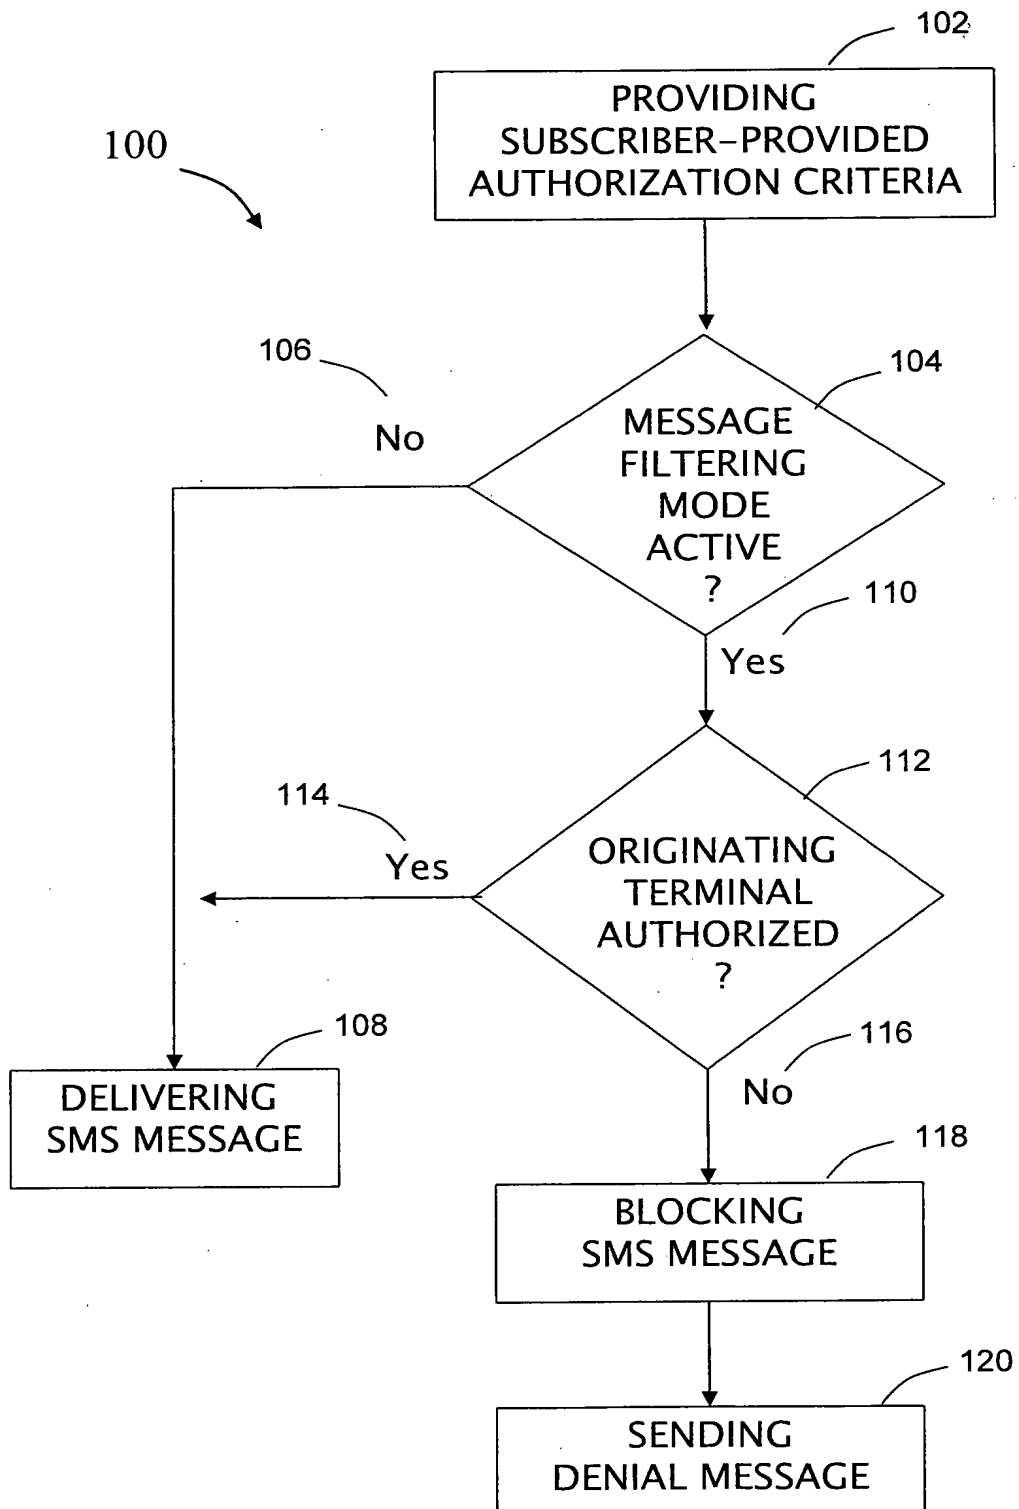 102
PROVIDING
SUBSCRIBER-PROVIDED
AUTHORIZATION CRITERIA
100
106
No
104
MESSAGE
FILTERING
MODE
ACTIVE
?
110
Yes
112
114
Yes
ORIGINATING
TERMINAL
AUTHORIZED
?
108
DELIVERING
SMS MESSAGE
116
No
118
BLOCKING
SMS MESSAGE
120
SENDING
DENIAL MESSAGE